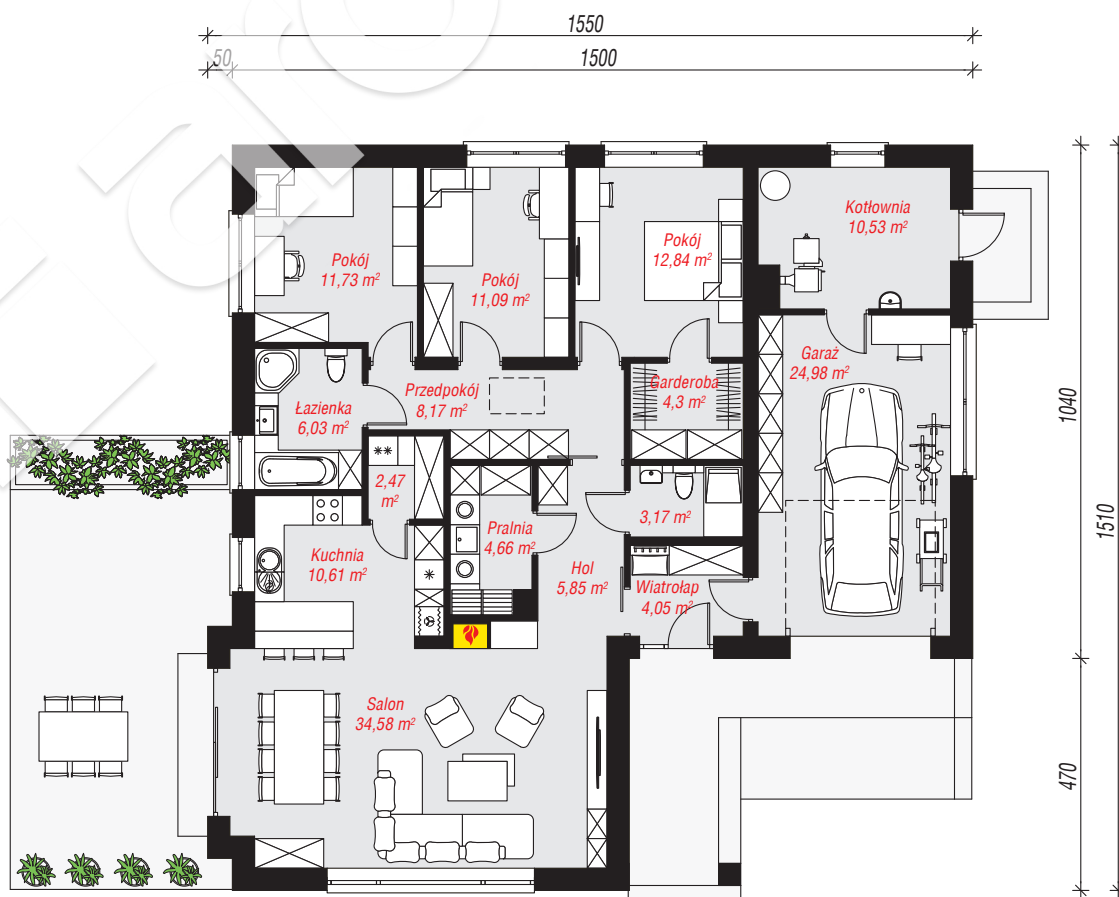 1550
50
1500
Pokój
11,73 m²
Pokój
11,09 m²
Pokój
12,84 m²
Kotłownia
10,53 m²
Garaż
24,98 m²
Łazienka
6,03 m²
Przedpokój
8,17 m²
Garderoba
4,3 m²
2,47
m²
Pralnia
4,66 m²
3,17 m²
Kuchnia
10,61 m²
Hol
5,85 m²
Wiatrołap
4,05 m²
Salon
34,58 m²
1040
470
1510